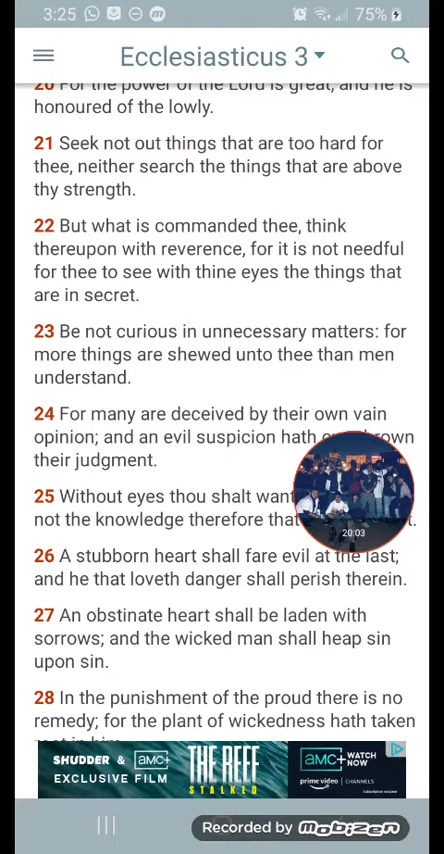 3:25
75%
Ecclesiasticus 3
20 For the power of the Lord is great, and he is
honoured of the lowly.
21 Seek not out things that are too hard for
thee, neither search the things that are above
thy strength.
22 But what is commanded thee, think
thereupon with reverence, for it is not needful
for thee to see with thine eyes the things that
are in secret.
23 Be not curious in unnecessary matters: for
more things are shewed unto thee than men
understand.
24 For many are deceived by their own vain
opinion; and an evil suspicion hath
their judgment.
25 Without eyes thou shalt want
not the knowledge therefore that
20:03
26 A stubborn heart shall fare evil at the last;
and he that loveth danger shall perish therein.
27 An obstinate heart shall be laden with
sorrows; and the wicked man shall heap sin
upon sin.
28 In the punishment of the proud there is no
remedy; for the plant of wickedness hath taken
root in him
SHUDDER & aMC+
EXCLUSIVE FILM
THE REEF
STALKED
aMC+ WATCH NOW
prime video | CHANNELS
Recorded by mobizen